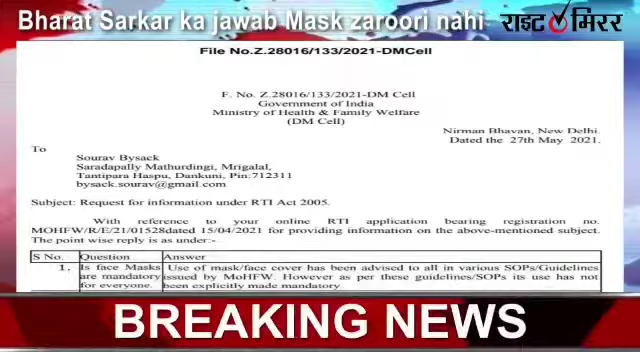 Bharat Sarkar ka jawab Mask zaroori nahi
राइट मिरर
File No.Z.28016/133/2021-DMCell
F. No. Z.28016/133/2021-DM Cell
Government of India
Ministry of Health & Family Welfare
(DM Cell)
Nirman Bhavan, New Delhi.
Dated the 27th May 2021.
To
Sourav Bysack
Saradapally Mathurdingi, Mrigalal,
Tantipara Haspu, Dankuni, Pin:712311
bysack.sourav@gmail.com
Subject: Request for information under RTI Act 2005.
With reference to your online RTI application bearing registration no.
MOHFW/R/E/21/01528dated 15/04/2021 for providing information on the above-mentioned subject.
The point wise reply is as under:-
S No. Question Answer
1. Is face Masks are mandatory for everyone. Use of mask/face cover has been advised to all in various SOPs/Guidelines issued by MoHFW. However as per these guidelines/SOPs its use has not been explicitly made mandatory.
BREAKING NEWS